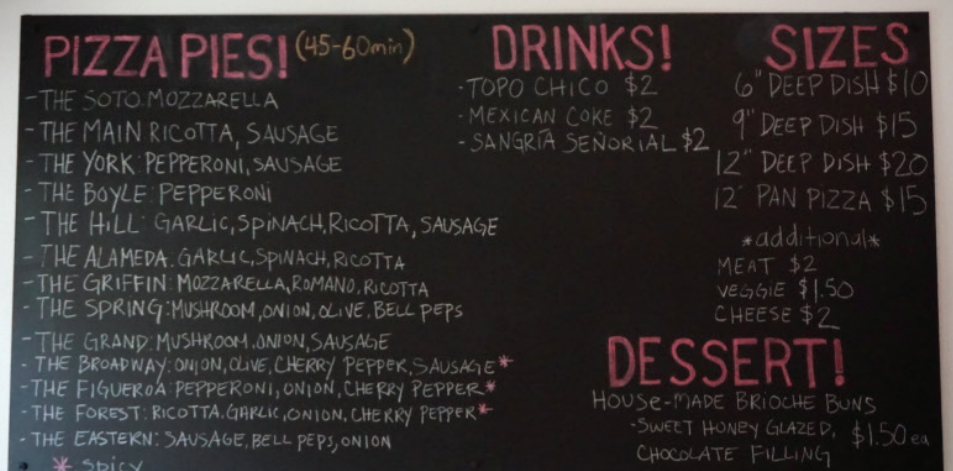 PIZZA PIES! (45-60min)
- THE SOTO: MOZZARELLA
- THE MAIN RICOTTA, SAUSAGE
- THE YORK: PEPPERONI, SAUSAGE
- THE BOYLE: PEPPERONI
- THE HILL: GARLIC, SPINACH, RICOTTA, SAUSAGE
- THE ALAMEDA: GARLIC, SPINACH, RICOTTA
- THE GRIFFIN: MOZZARELLA, ROMANO, RICOTTA
- THE SPRING: MUSHROOM, ONION, OLIVE, BELL PEPS
- THE GRAND: MUSHROOM, ONION, SAUSAGE
- THE BROADWAY: ONION, OLIVE, CHERRY PEPPER, SAUSAGE*
- THE FIGUEROA: PEPPERONI, ONION, CHERRY PEPPER*
- THE FOREST: RICOTTA, GARLIC, ONION, CHERRY PEPPER*
- THE EASTERN: SAUSAGE, BELL PEPS, ONION
* SPICY
DRINKS!
- TOPO CHICO $2
- MEXICAN COKE $2
- SANGRÍA SEÑORIAL $2
SIZES
6" DEEP DISH $10
9" DEEP DISH $15
12" DEEP DISH $20
12" PAN PIZZA $15
*additional*
MEAT $2
VEGGIE $1.50
CHEESE $2
DESSERT!
HOUSE-MADE BRIOCHE BUNS
- SWEET HONEY GLAZED, $1.50 ea
CHOCOLATE FILLING